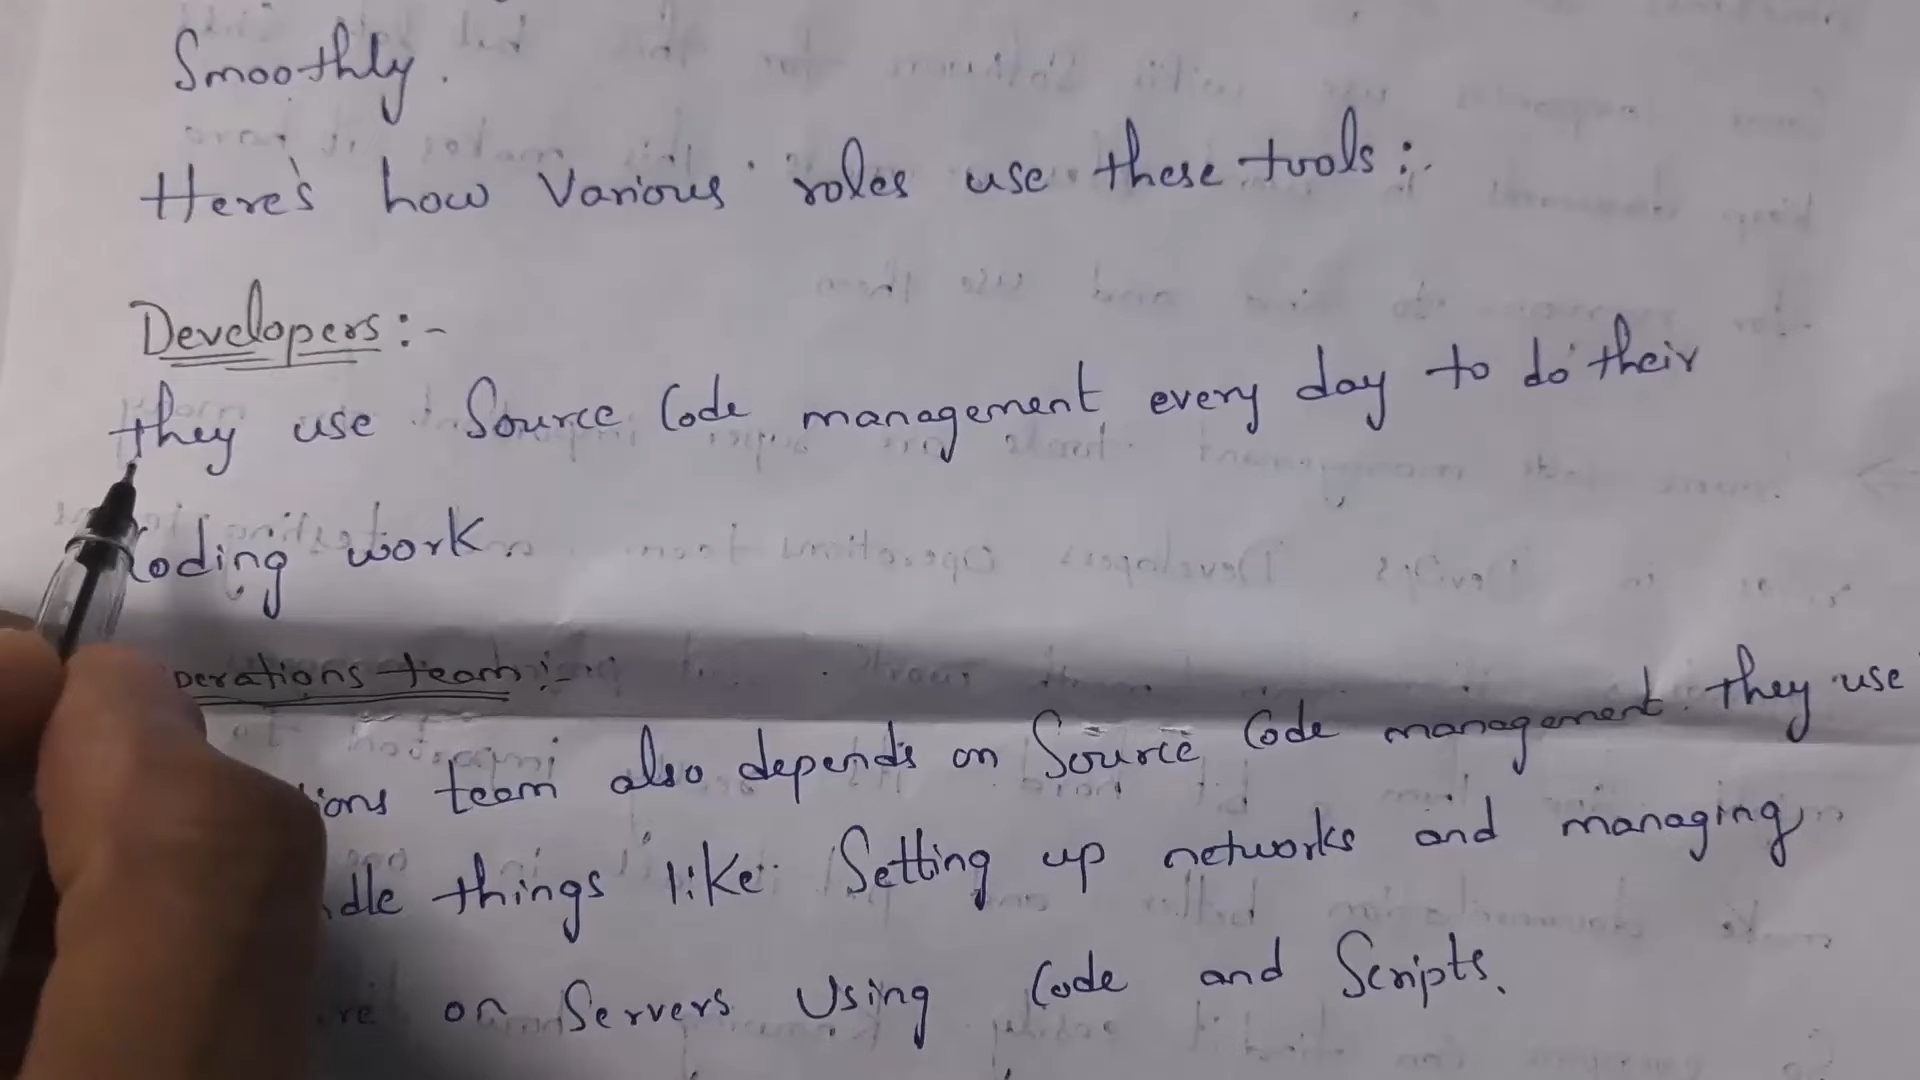 Smoothly.
Here's how Various roles use these tools:-
Developers:-
they use Source Code management every day to do their
Coding work.
perations team:-
ions team also depends on Source Code management. They use
dle things like Setting up networks and managing
re on Servers Using Code and Scripts.